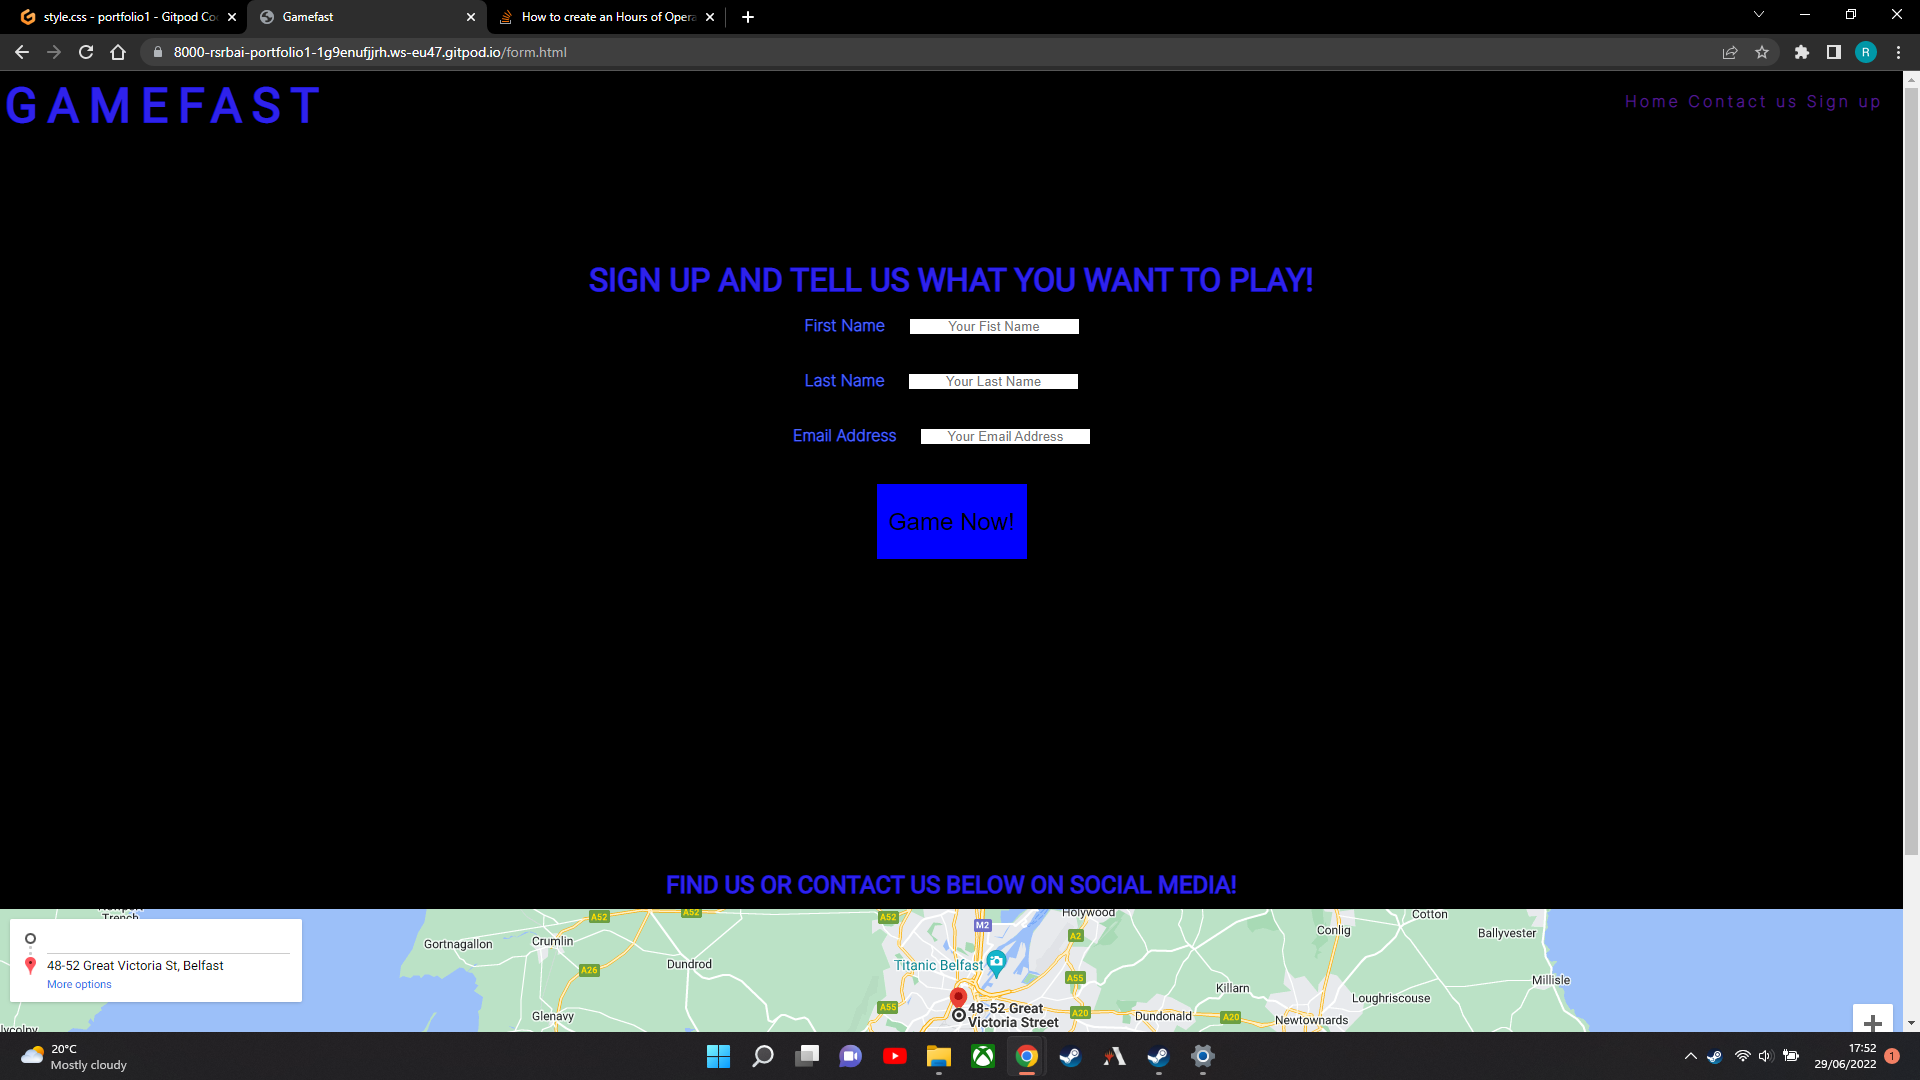 style.css - portfolio1 - Gitpod Co
Gamefast
How to create an Hours of Opera
8000-rsrbai-portfolio1-1g9enufjjrh.ws-eu47.gitpod.io/form.html
R
GAMEFAST
Home Contact us Sign up
SIGN UP AND TELL US WHAT YOU WANT TO PLAY!
First Name Your Fist Name
Last Name Your Last Name
Email Address Your Email Address
Game Now!
FIND US OR CONTACT US BELOW ON SOCIAL MEDIA!
Trench
A52
A52
A52
Holywood
Cotton
M2
Conlig
Ballyvester
A2
Gortnagallon
Crumlin
48-52 Great Victoria St, Belfast
More options
A26
Dundrod
Titanic Belfast
A55
Millisle
Killarn
Loughriscouse
A55
48-52 Great
Victoria Street
A20
Dundonald
A20
Newtownards
Glenavy
20°C
Mostly cloudy
17:52
29/06/2022
1